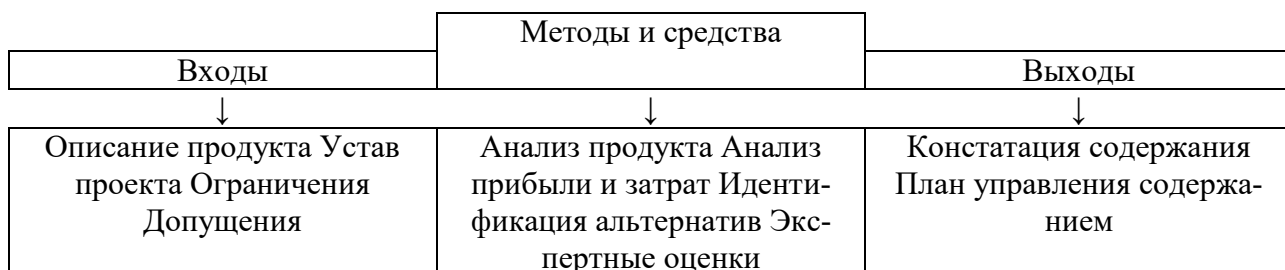 Методы и средства
Входы
Выходы
↓
↓
↓
Описание продукта Устав
проекта Ограничения
Допущения
Анализ продукта Анализ
прибыли и затрат Иденти-
фикация альтернатив Экс-
пертные оценки
Констатация содержания
План управления содержа-
нием